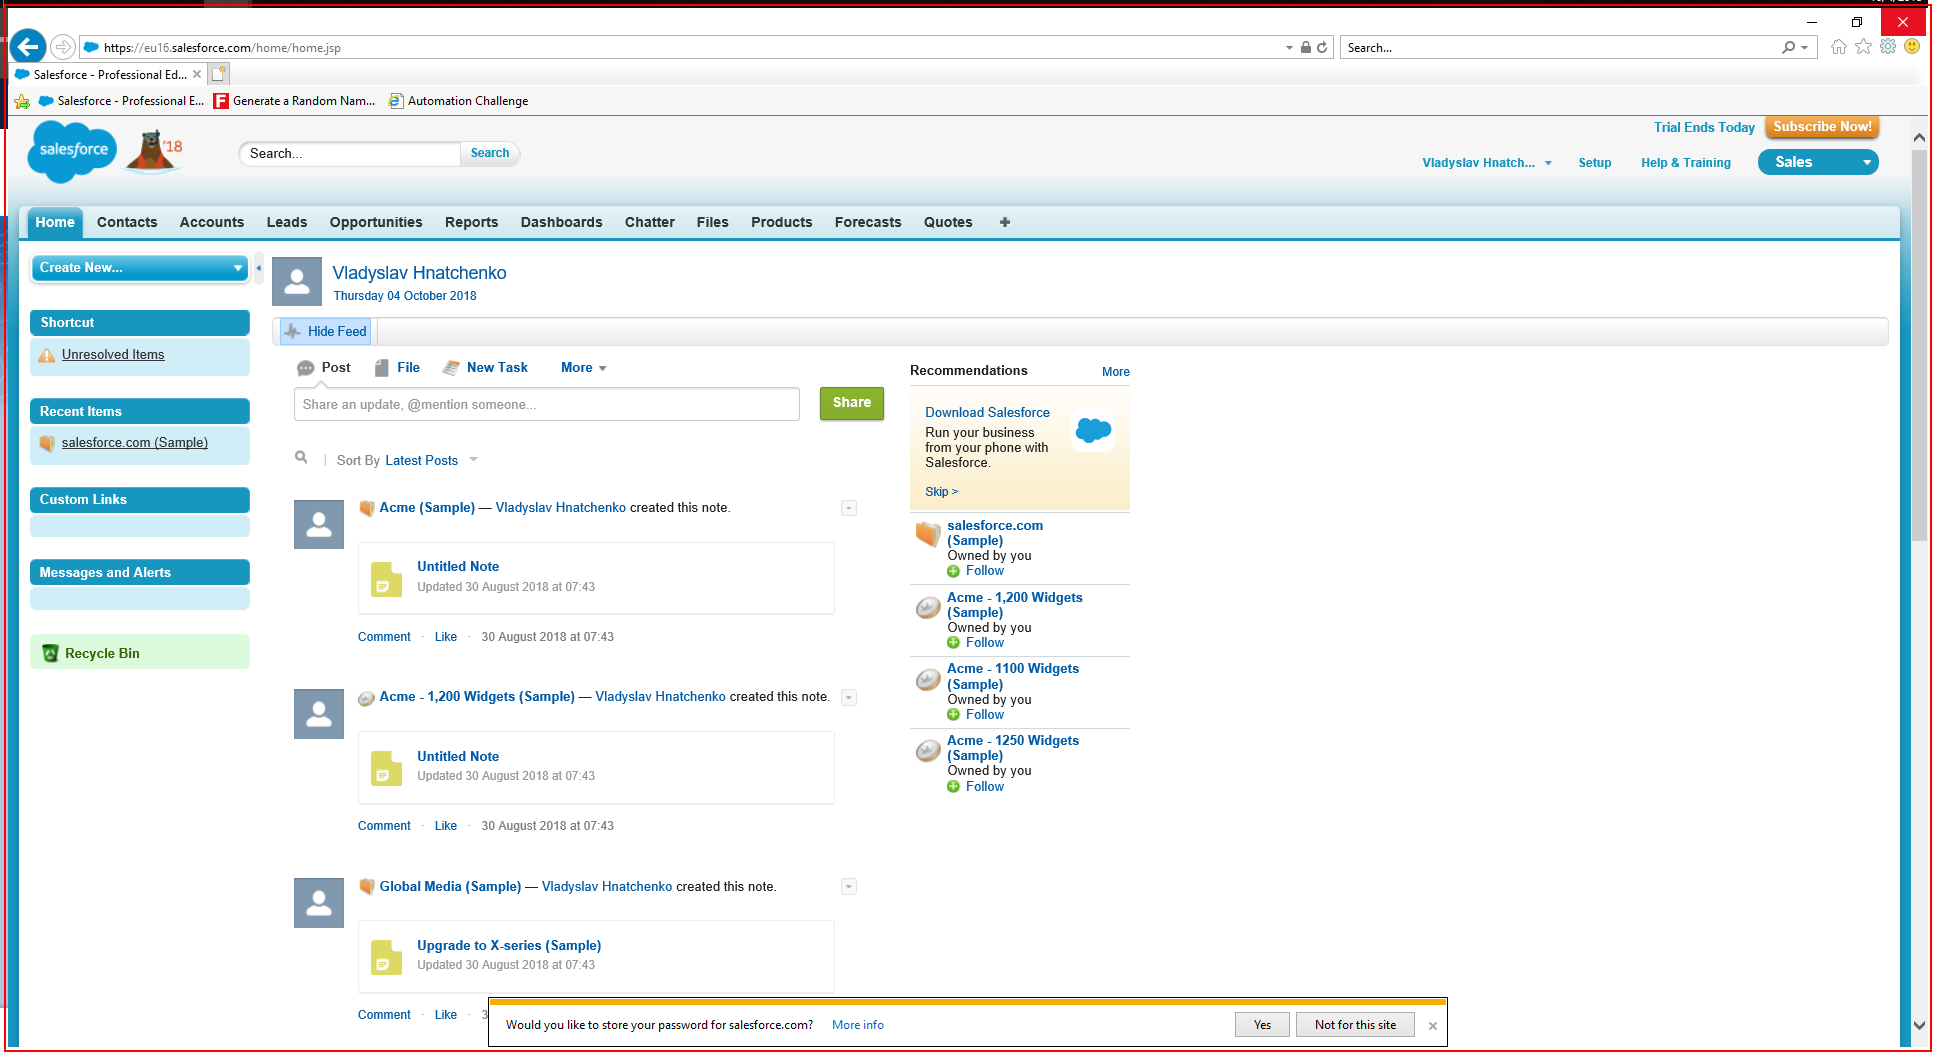 https://eu16.salesforce.com/home/home.jsp
Search...
Salesforce - Professional Ed...
Salesforce - Professional E...
Generate a Random Nam...
Automation Challenge
salesforce
'18
Search...
Search
Trial Ends Today
Subscribe Now!
Vladyslav Hnatch...
Setup
Help & Training
Sales
Home
Contacts
Accounts
Leads
Opportunities
Reports
Dashboards
Chatter
Files
Products
Forecasts
Quotes
Create New...
Shortcut
Unresolved Items
Recent Items
salesforce.com (Sample)
Custom Links
Messages and Alerts
Recycle Bin
Vladyslav Hnatchenko
Thursday 04 October 2018
Hide Feed
Post
File
New Task
More
Share an update, @mention someone...
Share
Sort By Latest Posts
Acme (Sample) — Vladyslav Hnatchenko created this note.
Untitled Note
Updated 30 August 2018 at 07:43
Comment · Like · 30 August 2018 at 07:43
Acme - 1,200 Widgets (Sample) — Vladyslav Hnatchenko created this note.
Untitled Note
Updated 30 August 2018 at 07:43
Comment · Like · 30 August 2018 at 07:43
Global Media (Sample) — Vladyslav Hnatchenko created this note.
Upgrade to X-series (Sample)
Updated 30 August 2018 at 07:43
Comment · Like · 3
Recommendations
More
Download Salesforce
Run your business
from your phone with
Salesforce.
Skip >
salesforce.com
(Sample)
Owned by you
Follow
Acme - 1,200 Widgets
(Sample)
Owned by you
Follow
Acme - 1100 Widgets
(Sample)
Owned by you
Follow
Acme - 1250 Widgets
(Sample)
Owned by you
Follow
Would you like to store your password for salesforce.com?
More info
Yes
Not for this site